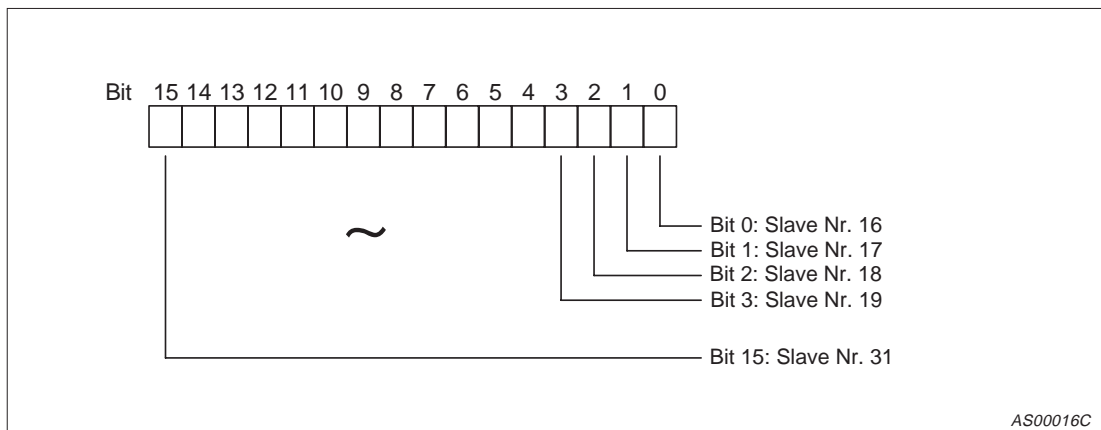 Bit 15 14 13 12 11 10 9 8 7 6 5 4 3 2 1 0
~
Bit 0: Slave Nr. 16
Bit 1: Slave Nr. 17
Bit 2: Slave Nr. 18
Bit 3: Slave Nr. 19
Bit 15: Slave Nr. 31
AS00016C